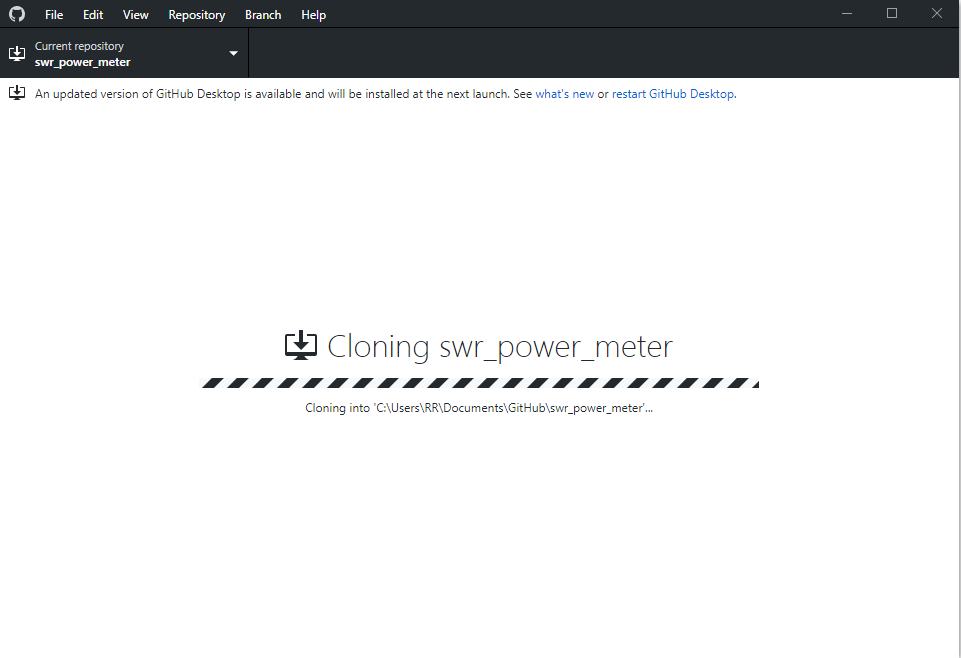 File Edit View Repository Branch Help
Current repository
swr_power_meter
An updated version of GitHub Desktop is available and will be installed at the next launch. See what's new or restart GitHub Desktop.
Cloning swr_power_meter
Cloning into 'C:\Users\RR\Documents\GitHub\swr_power_meter'...